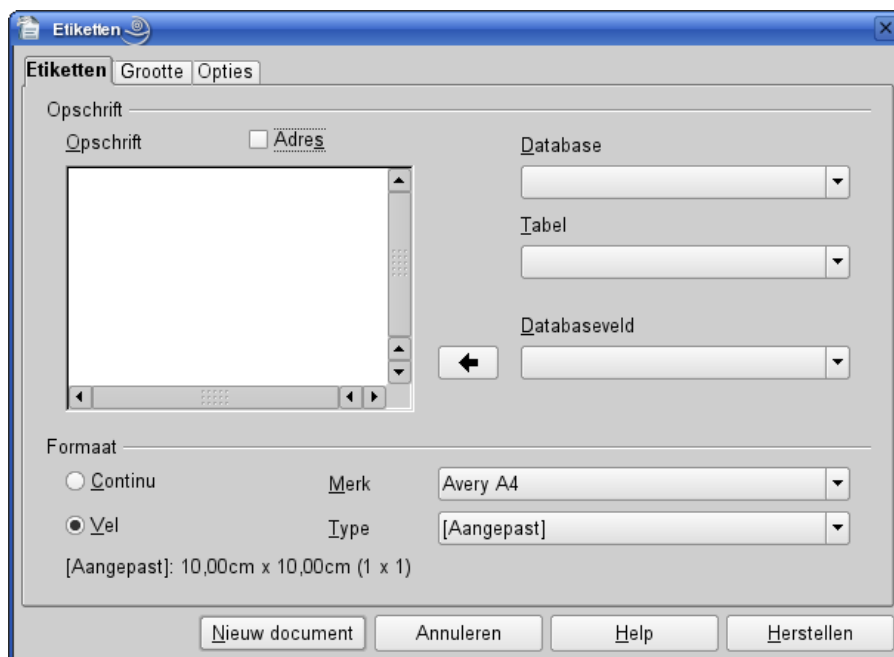 Etiketten
Etiketten Grootte Opties
Opschrift
Opschrift Adres
Database
Tabel
Databaseveld
Formaat
Continu Merk Avery A4
Vel Type [Aangepast]
[Aangepast]: 10,00cm x 10,00cm (1 x 1)
Nieuw document Annuleren Help Herstellen